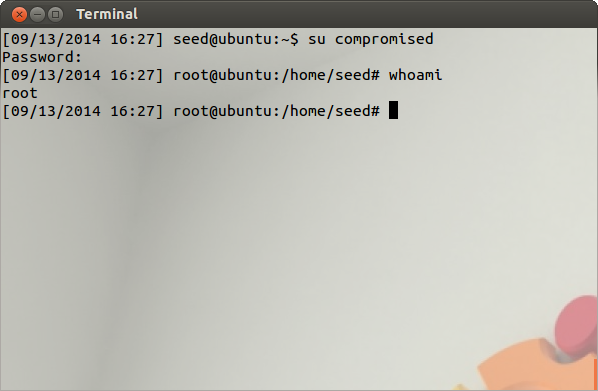 Terminal
[09/13/2014 16:27] seed@ubuntu:~$ su compromised
Password:
[09/13/2014 16:27] root@ubuntu:/home/seed# whoami
root
[09/13/2014 16:27] root@ubuntu:/home/seed#